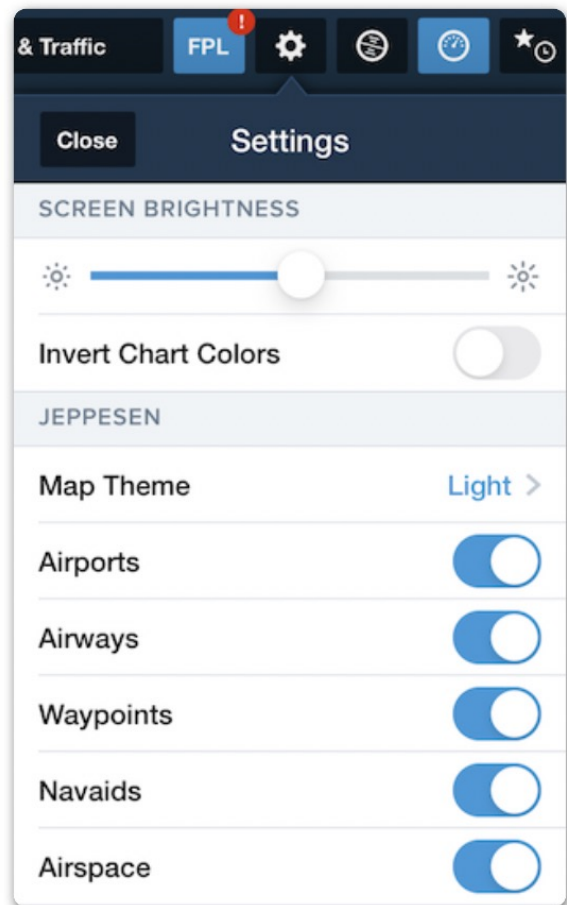 & Traffic FPL !
Close Settings
SCREEN BRIGHTNESS
Invert Chart Colors
JEPPESEN
Map Theme Light >
Airports
Airways
Waypoints
Navaids
Airspace